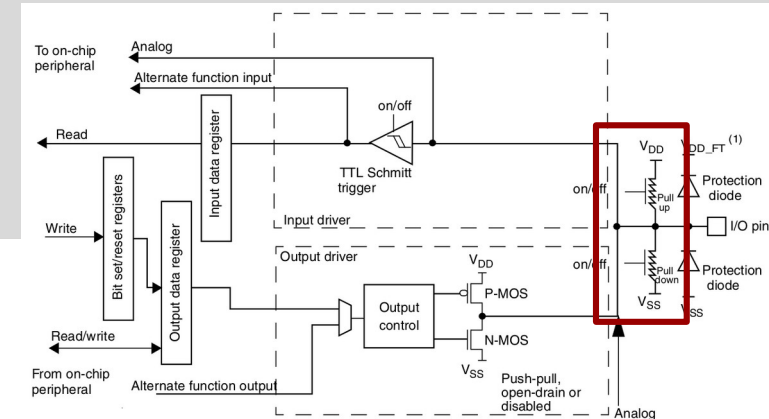 To on-chip
peripheral
Analog
Alternate function input
on/off
Read
Input data register
TTL Schmitt
trigger
Input driver
Bit set/reset registers
Write
Output data register
Read/write
From on-chip
peripheral
Alternate function output
Output driver
Output
control
VDD
P-MOS
N-MOS
VSS
Push-pull,
open-drain or
disabled
VDD
VDD_FT (1)
on/off
Pull
up
Protection
diode
I/O pin
on/off
Pull
down
Protection
diode
VSS
VSS
Analog